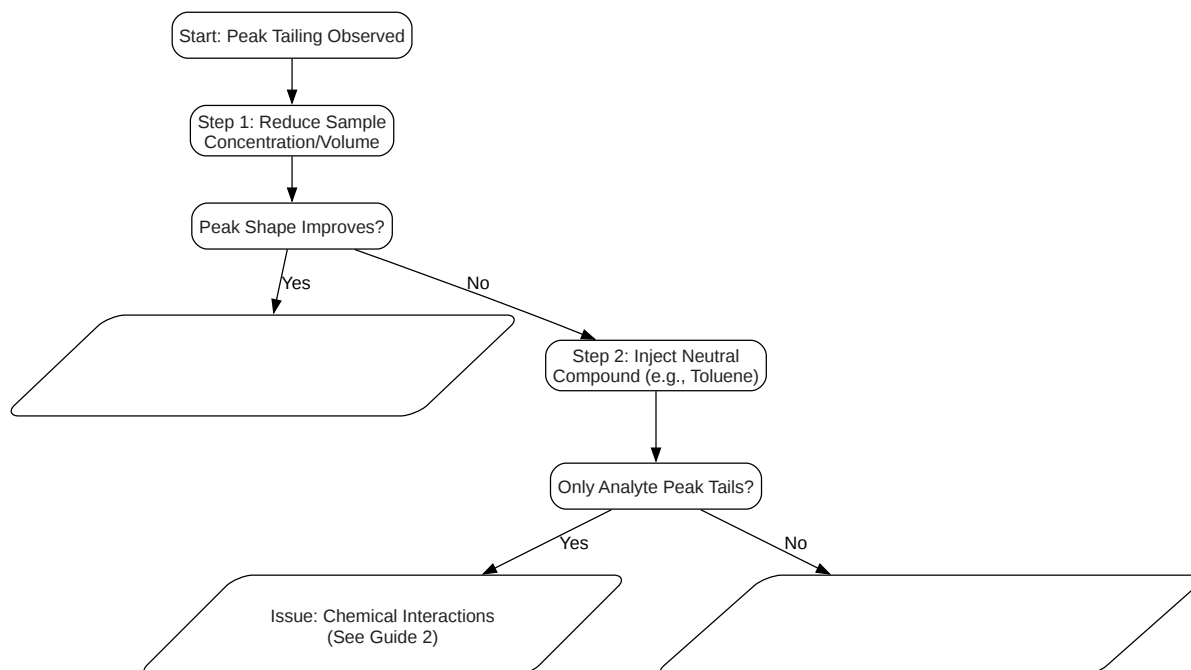 Start: Peak Tailing Observed
Step 1: Reduce Sample
Concentration/Volume
Peak Shape Improves?
Yes
No
Step 2: Inject Neutral
Compound (e.g., Toluene)
Only Analyte Peak Tails?
Yes
No
Issue: Chemical Interactions
(See Guide 2)